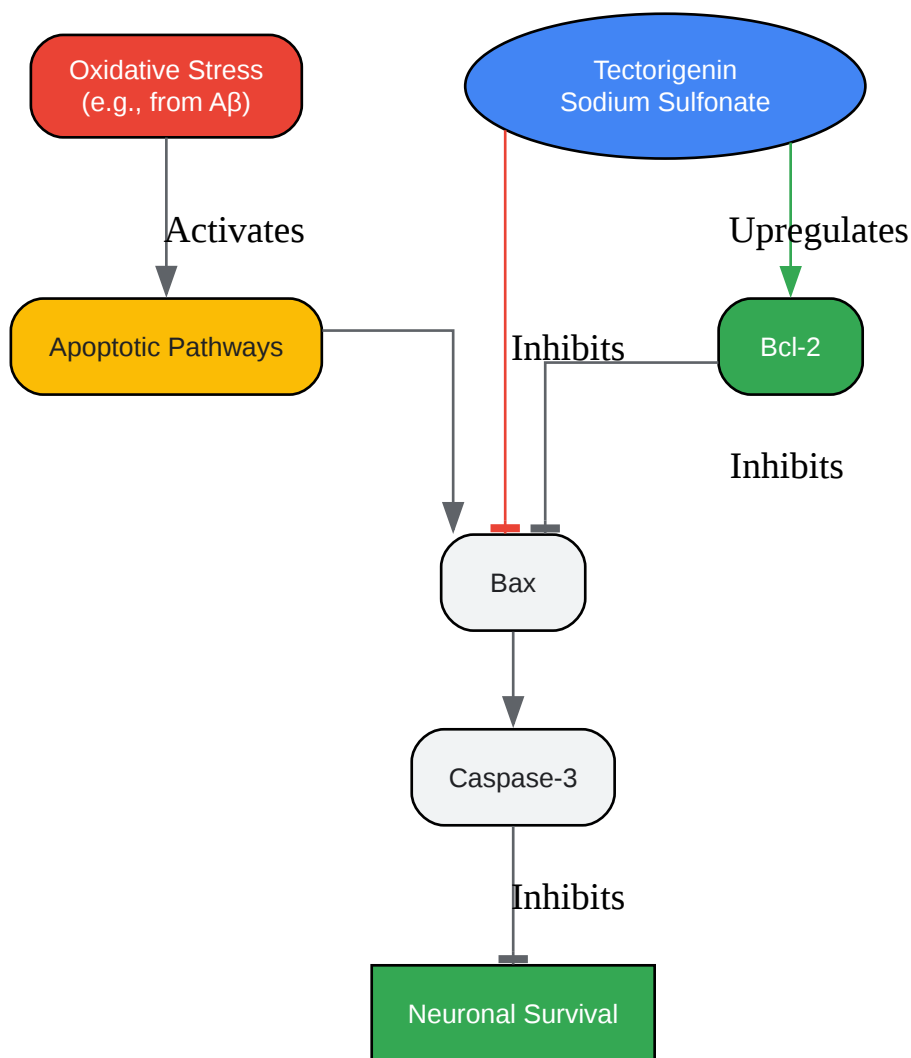 Oxidative Stress
(e.g., from Aβ)
Tectorigenin
Sodium Sulfonate
Activates
Upregulates
Apoptotic Pathways
Inhibits
Bcl-2
Inhibits
Bax
Caspase-3
Inhibits
Neuronal Survival